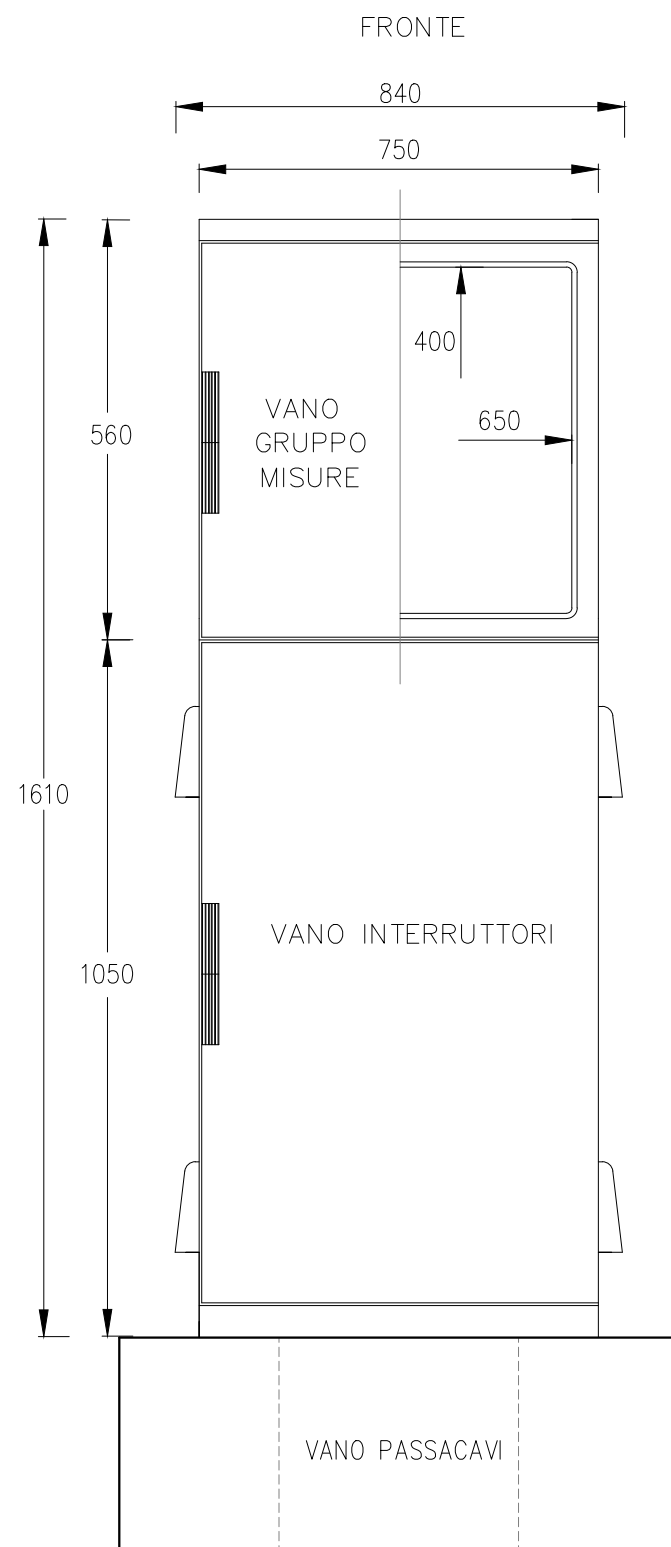 FRONTE
840
750
400
650
560
VANO
GRUPPO
MISURE
1610
VANO INTERRUTTORI
1050
VANO PASSACAVI